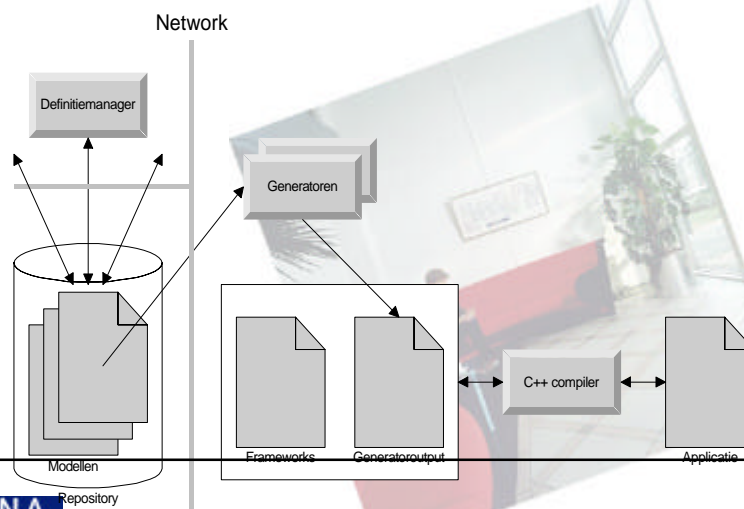 Network
Definitiemanager
Generatoren
C++ compiler
Frameworks
Generatoroutput
Applicatie
Modellen
Repository